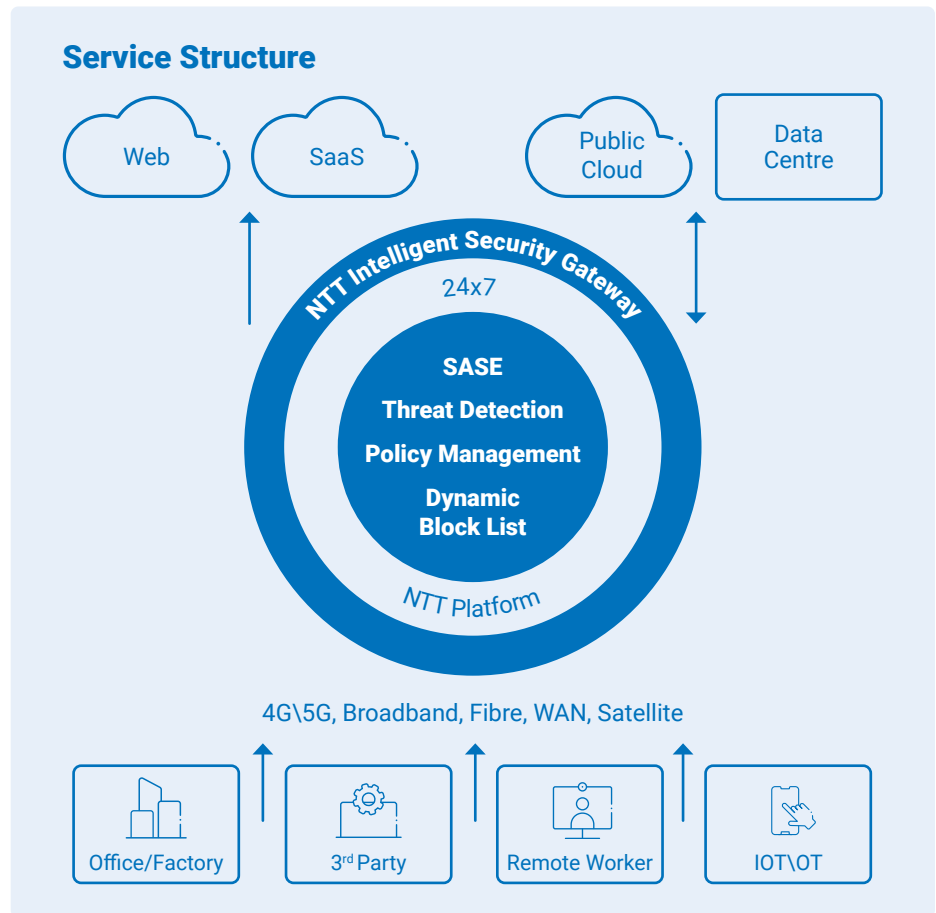 Service Structure
Web
SaaS
Public
Cloud
Data
Centre
NTT Intelligent Security Gateway
24x7
SASE
Threat Detection
Policy Management
Dynamic
Block List
NTT Platform
4G\5G, Broadband, Fibre, WAN, Satellite
Office/Factory
3rd Party
Remote Worker
IOT\OT